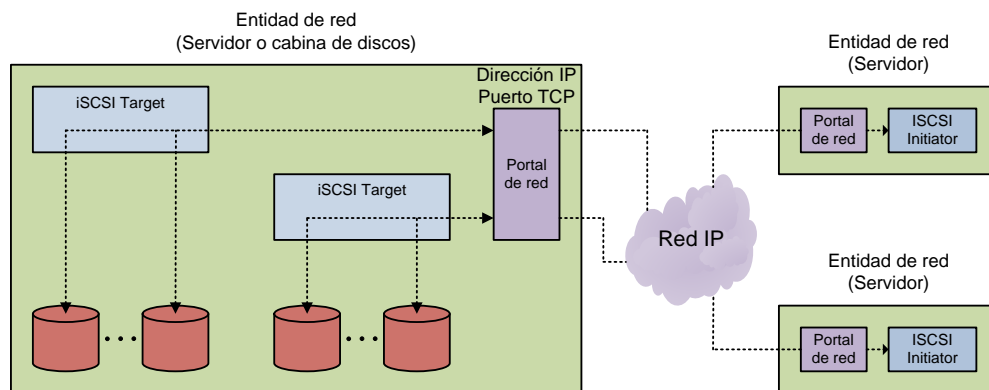 Entidad de red
(Servidor o cabina de discos)
Dirección IP
Puerto TCP
iSCSI Target
Portal
de red
iSCSI Target
Red IP
Entidad de red
(Servidor)
Portal
de red
ISCSI
Initiator
Entidad de red
(Servidor)
Portal
de red
ISCSI
Initiator